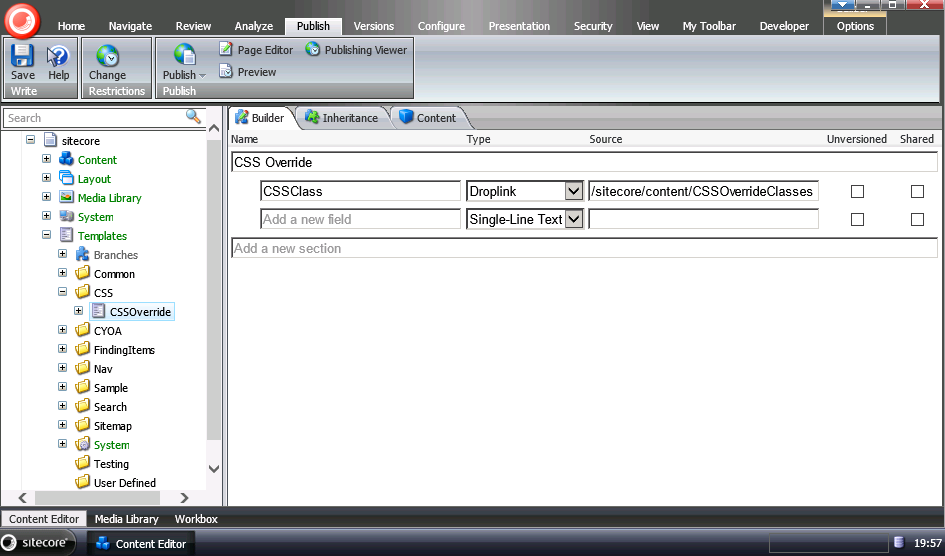 Home Navigate Review Analyze Publish Versions Configure Presentation Security View My Toolbar Developer Options
Save Help Change Publish Page Editor Publishing Viewer
Preview
Write Restrictions Publish
Search
sitecore
Content
Layout
Media Library
System
Templates
Branches
Common
CSS
CSSOverride
CYOA
FindingItems
Nav
Sample
Search
Sitemap
System
Testing
User Defined
Builder Inheritance Content
Name Type Source Unversioned Shared
CSS Override
CSSClass Droplink /sitecore/content/CSSOverrideClasses
Add a new field Single-Line Text
Add a new section
Content Editor Media Library Workbox
sitecore Content Editor 19:57